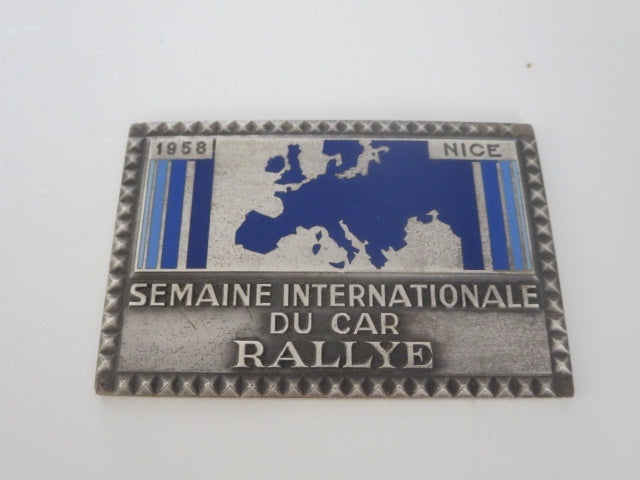 1958 NICE
SEMAINE INTERNATIONALE
DU CAR
RALLYE